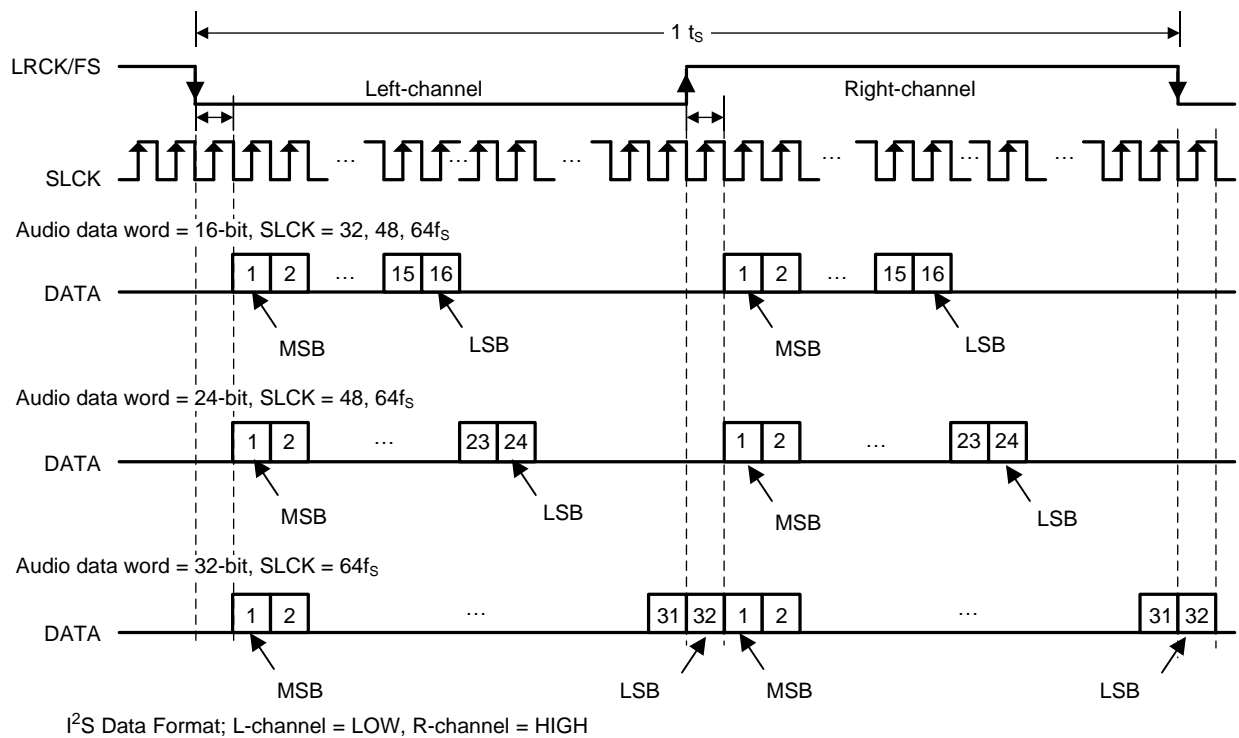 1 tS
LRCK/FS
Left-channel
Right-channel
SLCK
... ... ... ... ... ...
Audio data word = 16-bit, SLCK = 32, 48, 64fS
DATA
1 2 ... 15 16 1 2 ... 15 16
MSB LSB MSB LSB
Audio data word = 24-bit, SLCK = 48, 64fS
DATA
1 2 ... 23 24 1 2 ... 23 24
MSB LSB MSB LSB
Audio data word = 32-bit, SLCK = 64fS
DATA
1 2 ... 31 32 1 2 ... 31 32
MSB LSB MSB LSB
I2S Data Format; L-channel = LOW, R-channel = HIGH